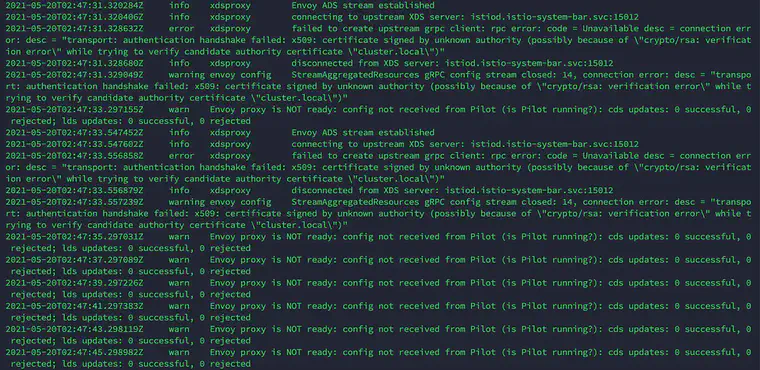 2021-05-20T02:47:31.320284Z info xdsproxy Envoy ADS stream established
2021-05-20T02:47:31.320406Z info xdsproxy connecting to upstream XDS server: istiod.istio-system-bar.svc:15012
2021-05-20T02:47:31.328632Z error xdsproxy failed to create upstream grpc client: rpc error: code = Unavailable desc = connection err
or: desc = "transport: authentication handshake failed: x509: certificate signed by unknown authority (possibly because of \"crypto/rsa: verificat
ion error\" while trying to verify candidate authority certificate \"cluster.local\")"
2021-05-20T02:47:31.328680Z info xdsproxy disconnected from XDS server: istiod.istio-system-bar.svc:15012
2021-05-20T02:47:31.329049Z warning envoy config StreamAggregatedResources gRPC config stream closed: 14, connection error: desc = "transpo
rt: authentication handshake failed: x509: certificate signed by unknown authority (possibly because of \"crypto/rsa: verification error\" while t
rying to verify candidate authority certificate \"cluster.local\")"
2021-05-20T02:47:33.297155Z warn Envoy proxy is NOT ready: config not received from Pilot (is Pilot running?): cds updates: 0 successful, 0
rejected; lds updates: 0 successful, 0 rejected
2021-05-20T02:47:33.547452Z info xdsproxy Envoy ADS stream established
2021-05-20T02:47:33.547602Z info xdsproxy connecting to upstream XDS server: istiod.istio-system-bar.svc:15012
2021-05-20T02:47:33.556858Z error xdsproxy failed to create upstream grpc client: rpc error: code = Unavailable desc = connection err
or: desc = "transport: authentication handshake failed: x509: certificate signed by unknown authority (possibly because of \"crypto/rsa: verificat
ion error\" while trying to verify candidate authority certificate \"cluster.local\")"
2021-05-20T02:47:33.556879Z info xdsproxy disconnected from XDS server: istiod.istio-system-bar.svc:15012
2021-05-20T02:47:33.557239Z warning envoy config StreamAggregatedResources gRPC config stream closed: 14, connection error: desc = "transpo
rt: authentication handshake failed: x509: certificate signed by unknown authority (possibly because of \"crypto/rsa: verification error\" while t
rying to verify candidate authority certificate \"cluster.local\")"
2021-05-20T02:47:35.297031Z warn Envoy proxy is NOT ready: config not received from Pilot (is Pilot running?): cds updates: 0 successful, 0
rejected; lds updates: 0 successful, 0 rejected
2021-05-20T02:47:37.297089Z warn Envoy proxy is NOT ready: config not received from Pilot (is Pilot running?): cds updates: 0 successful, 0
rejected; lds updates: 0 successful, 0 rejected
2021-05-20T02:47:39.297226Z warn Envoy proxy is NOT ready: config not received from Pilot (is Pilot running?): cds updates: 0 successful, 0
rejected; lds updates: 0 successful, 0 rejected
2021-05-20T02:47:41.297383Z warn Envoy proxy is NOT ready: config not received from Pilot (is Pilot running?): cds updates: 0 successful, 0
rejected; lds updates: 0 successful, 0 rejected
2021-05-20T02:47:43.298119Z warn Envoy proxy is NOT ready: config not received from Pilot (is Pilot running?): cds updates: 0 successful, 0
rejected; lds updates: 0 successful, 0 rejected
2021-05-20T02:47:45.298982Z warn Envoy proxy is NOT ready: config not received from Pilot (is Pilot running?): cds updates: 0 successful, 0
rejected; lds updates: 0 successful, 0 rejected